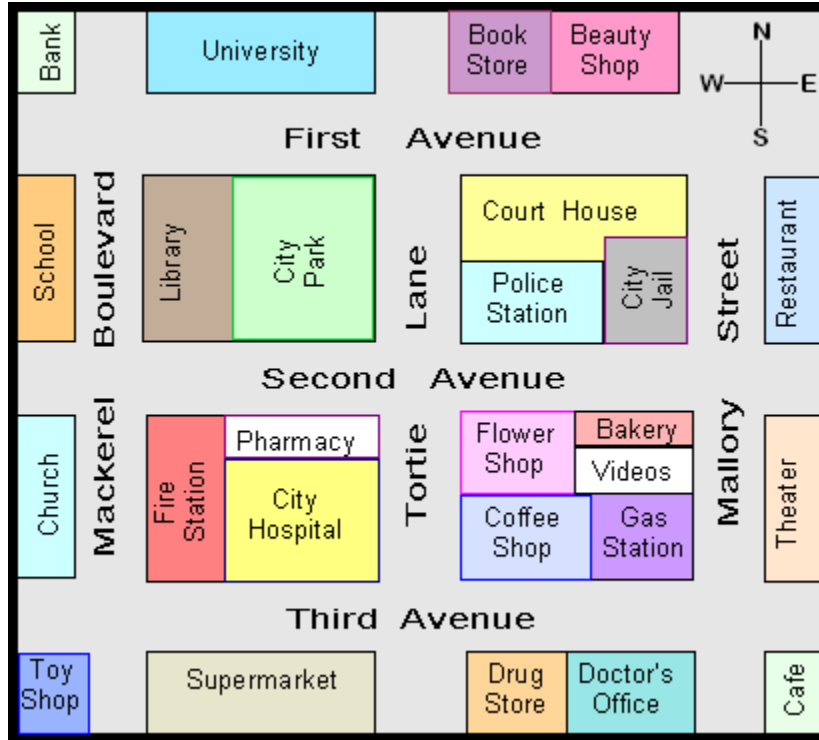 Bank
University
Book
Store
Beauty
Shop
N
W
E
S
First Avenue
School
Boulevard
Library
City
Park
Lane
Court House
Police
Station
City
Jail
Street
Restaurant
Second Avenue
Church
Mackerel
Fire
Station
Pharmacy
City
Hospital
Tortie
Flower
Shop
Bakery
Videos
Coffee
Shop
Gas
Station
Mallory
Theater
Third Avenue
Toy
Shop
Supermarket
Drug
Store
Doctor's
Office
Cafe